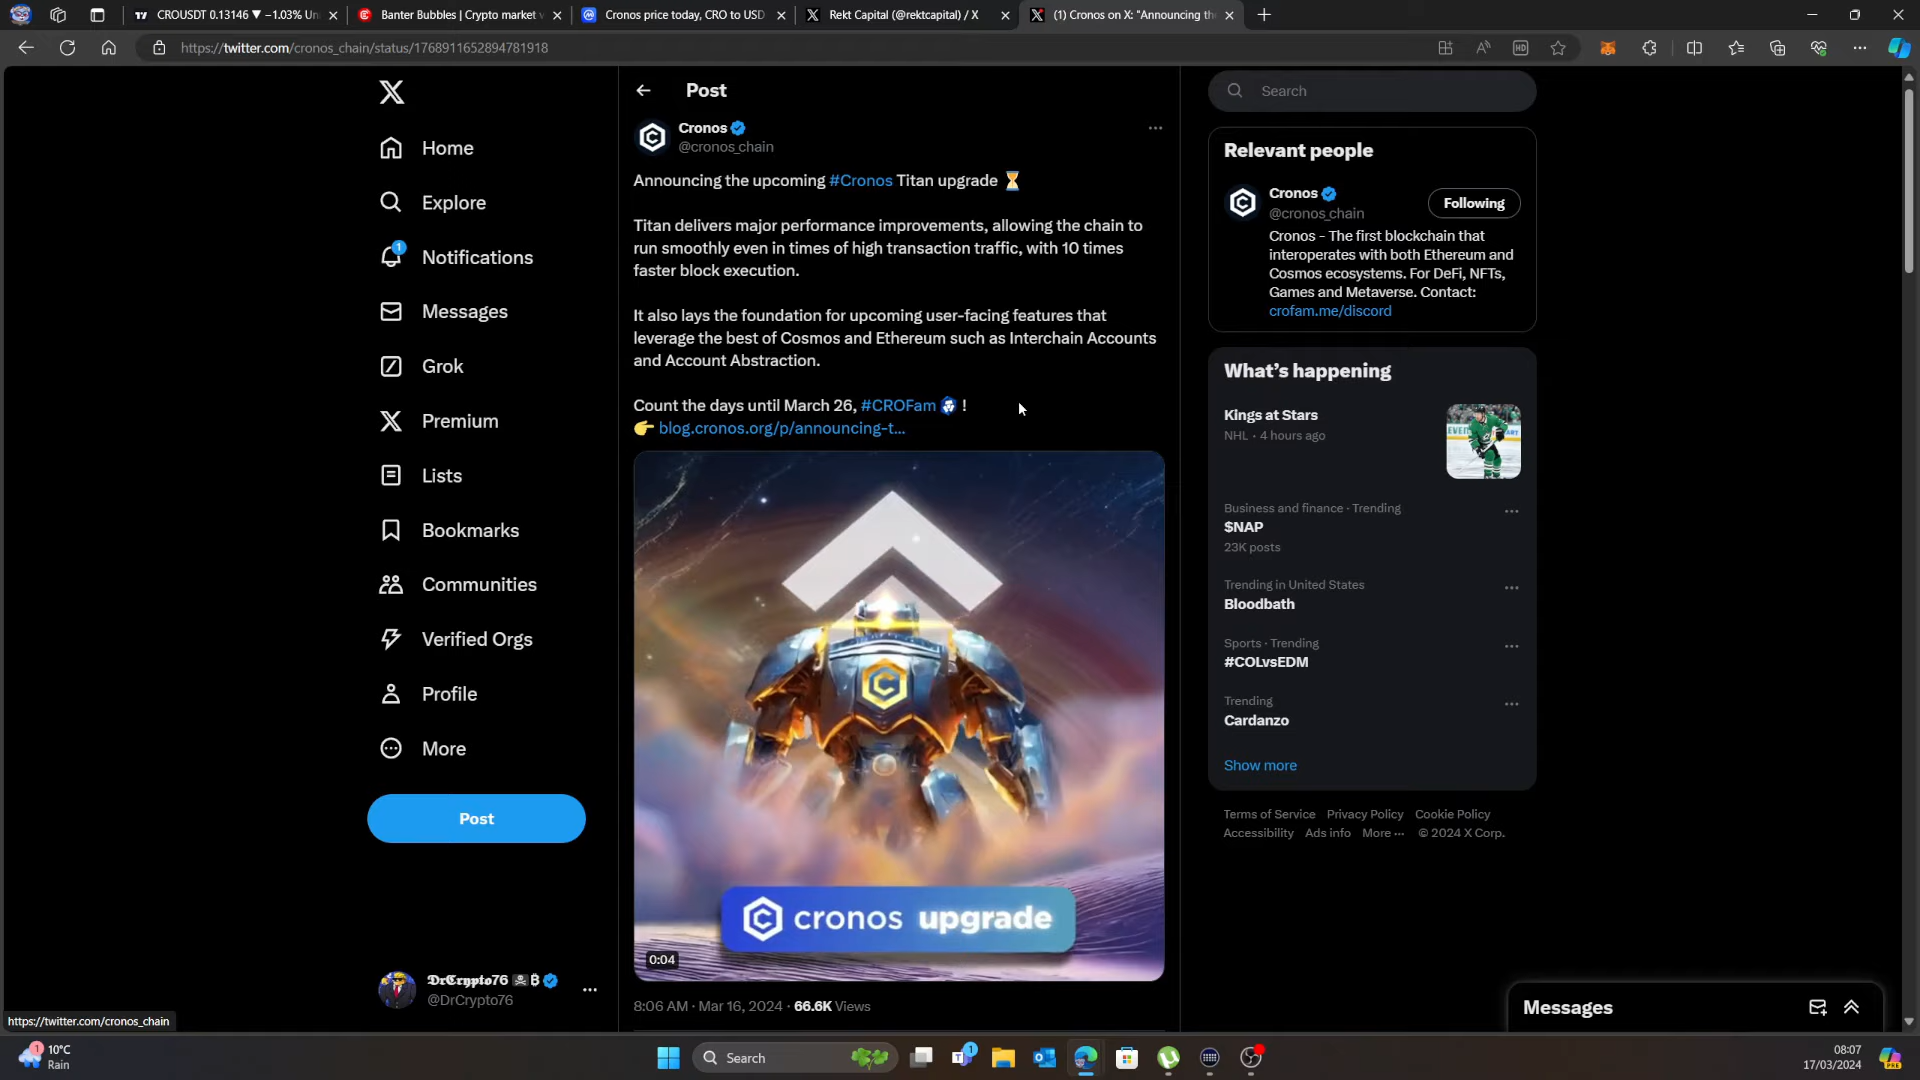 CROUSDT 0.13146 ▼ −1.03% Un
Banter Bubbles | Crypto market v
Cronos price today, CRO to USD
Rekt Capital (@rektcapital) / X
(1) Cronos on X: "Announcing th
https://twitter.com/cronos_chain/status/1768911652894781918
Home
Explore
1
Notifications
Messages
Grok
Premium
Lists
Bookmarks
Communities
Verified Orgs
Profile
More
Post
DrCrypto76
@DrCrypto76
Post
Cronos
@cronos_chain
Announcing the upcoming #Cronos Titan upgrade ⏳
Titan delivers major performance improvements, allowing the chain to
run smoothly even in times of high transaction traffic, with 10 times
faster block execution.
It also lays the foundation for upcoming user-facing features that
leverage the best of Cosmos and Ethereum such as Interchain Accounts
and Account Abstraction.
Count the days until March 26, #CROFam !
👉 blog.cronos.org/p/announcing-t...
cronos upgrade
0:04
8:06 AM · Mar 16, 2024 · 66.6K Views
Search
Relevant people
Cronos
@cronos_chain
Following
Cronos - The first blockchain that
interoperates with both Ethereum and
Cosmos ecosystems. For DeFi, NFTs,
Games and Metaverse. Contact:
crofam.me/discord
What's happening
Kings at Stars
NHL · 4 hours ago
Business and finance · Trending
$NAP
23K posts
Trending in United States
Bloodbath
Sports · Trending
#COLvsEDM
Trending
Cardanzo
Show more
Terms of Service Privacy Policy Cookie Policy
Accessibility Ads info More ··· © 2024 X Corp.
Messages
https://twitter.com/cronos_chain
1
10°C
Rain
Search
1
08:07
17/03/2024